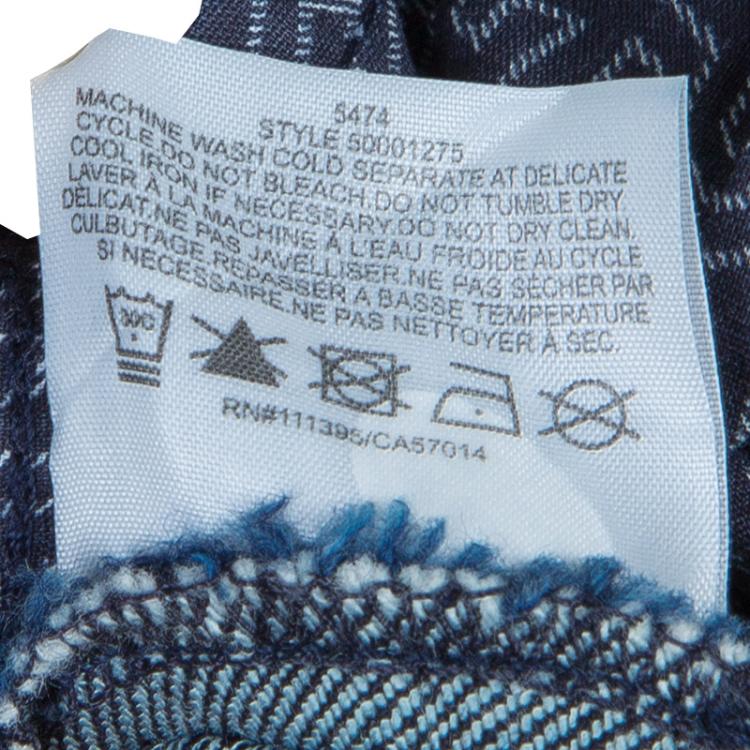 5474
STYLE S0001275
MACHINE WASH COLD SEPARATE AT DELICATE
CYCLE.DO NOT BLEACH.DO NOT TUMBLE DRY
COOL IRON IF NECESSARY.DO NOT DRY CLEAN.
LAVER À LA MACHINE À L'EAU FROIDE AU CYCLE
DÉLICAT.NE PAS JAVELLISER.NE PAS SÉCHER PAR
CULBUTAGE REPASSER A BASSE TEMPÉRATURE
SI NÉCESSAIRE.NE PAS NETTOYER À SEC.
30C
RN#111395/CA57014